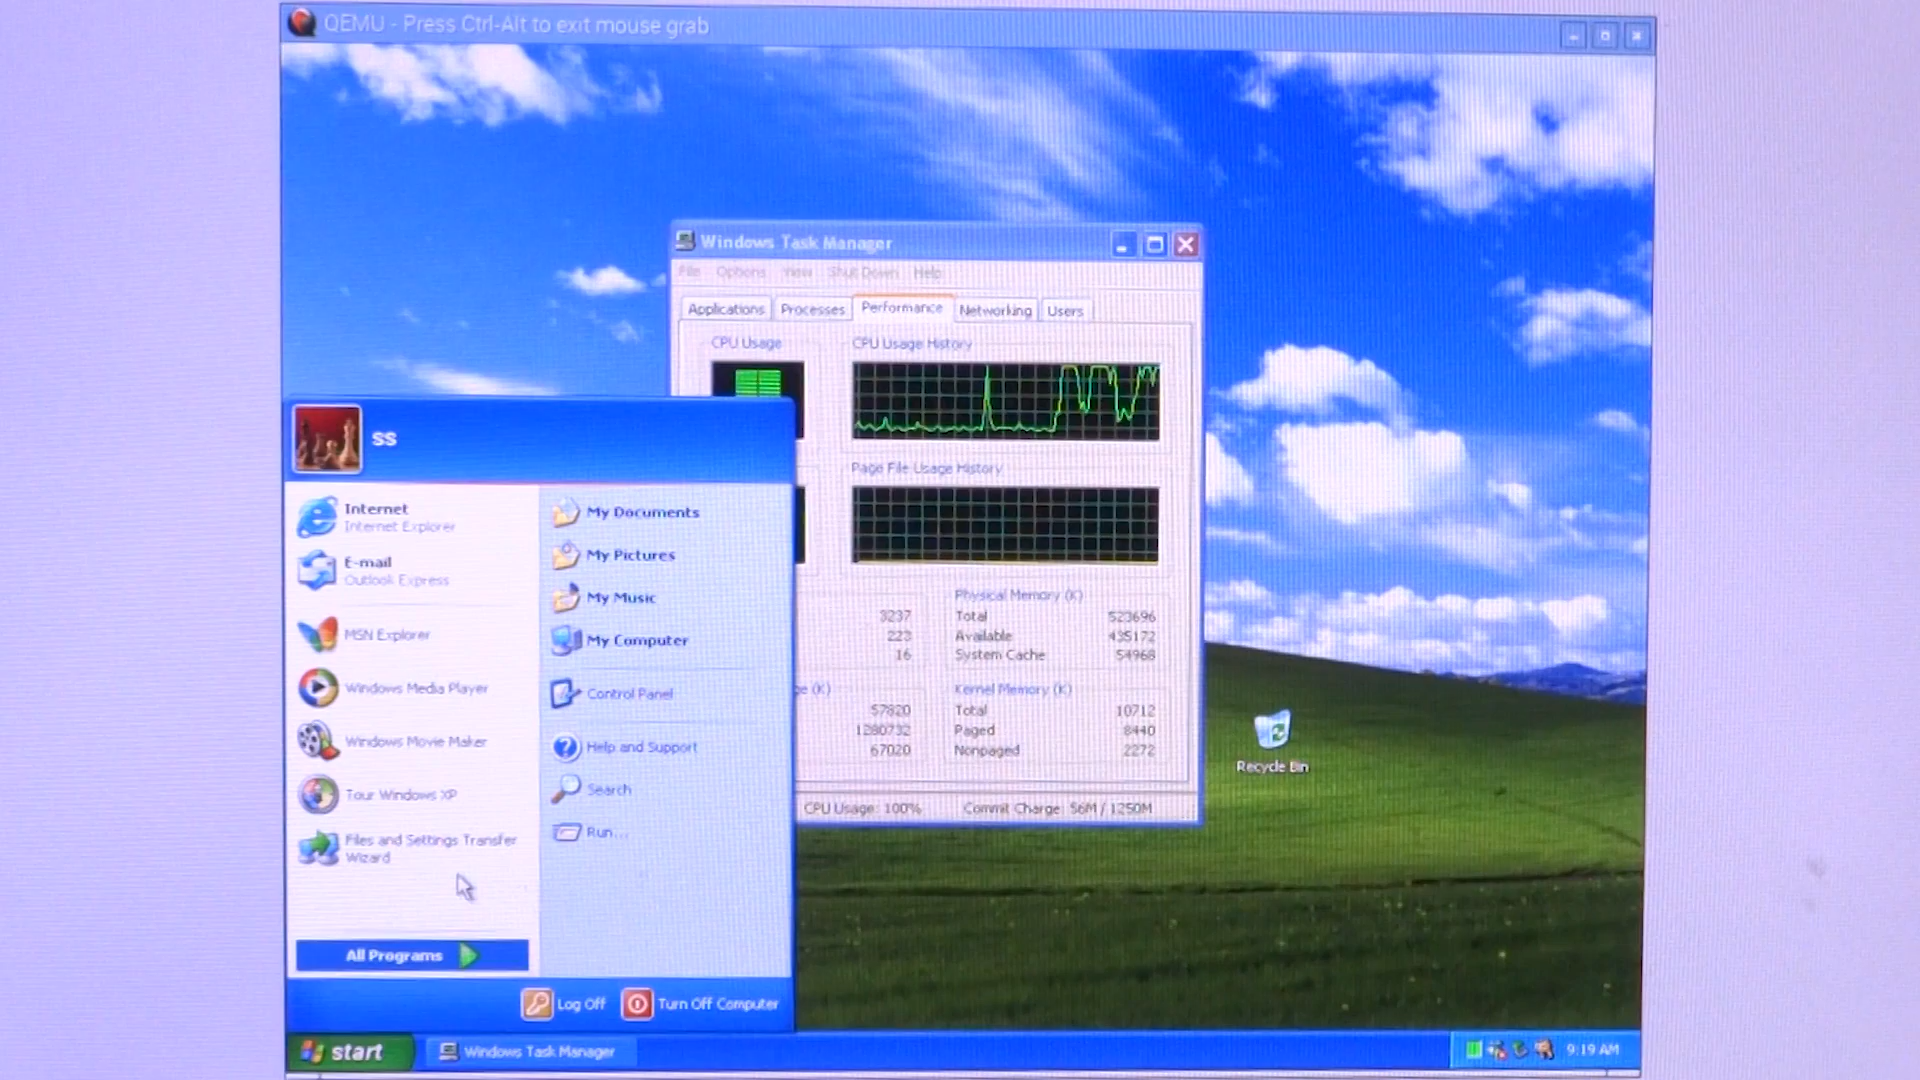 QEMU - Press Ctrl-Alt to exit mouse grab
Windows Task Manager
File Options View Shut Down Help
Applications Processes Performance Networking Users
CPU Usage
CPU Usage History
Page File Usage History
3237
223
16
Physical Memory (K)
Total 523696
Available 435172
System Cache 54968
ge (K)
57820
1280732
67020
Kernel Memory (K)
Total 10712
Paged 8440
Nonpaged 2272
CPU Usage: 100% Commit Charge: 56M / 1250M
ss
Internet
Internet Explorer
E-mail
Outlook Express
MSN Explorer
Windows Media Player
Windows Movie Maker
Tour Windows XP
Files and Settings Transfer
Wizard
All Programs
My Documents
My Pictures
My Music
My Computer
Control Panel
Help and Support
Search
Run...
Log Off Turn Off Computer
Recycle Bin
start Windows Task Manager 9:19 AM